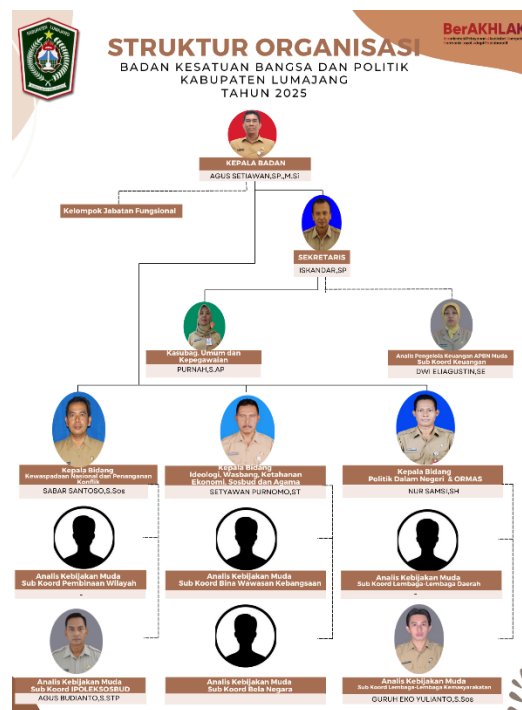 KABUPATEN LUMAJANG
BerAKHLAK
STRUKTUR ORGANISASI
BADAN KESATUAN BANGSA DAN POLITIK
KABUPATEN LUMAJANG
TAHUN 2025
KEPALA BADAN
AGUS SETIAWAN,SP.,M.Si
Kelompok Jabatan Fungsional
SEKRETARIS
ISKANDAR,SP
Kasubag. Umum dan
Kepegawaian
PURNAH,S.AP
Analis Pengelola Keuangan APBN Muda
Sub Koord Keuangan
DWI ELIAGUSTIN,SE
Kepala Bidang
Kewaspadaan Nasional dan Penanganan
Konflik
SABAR SANTOSO,S.Sos
Kepala Bidang
Ideologi, Wasbang, Ketahanan
Ekonomi, Sosbud dan Agama
SETYAWAN PURNOMO,ST
Kepala Bidang
Politik Dalam Negeri & ORMAS
NUR SAMSI,SH
Analis Kebijakan Muda
Sub Koord Pembinaan Wilayah
-
Analis Kebijakan Muda
Sub Koord Bina Wawasan Kebangsaan
Analis Kebijakan Muda
Sub Koord Lembaga-Lembaga Daerah
-
Analis Kebijakan Muda
Sub Koord IPOLEKSOSBUD
AGUS BUDIANTO,S.STP
Analis Kebijakan Muda
Sub Koord Bela Negara
Analis Kebijakan Muda
Sub Koord Lembaga-Lembaga Kemasyarakatan
GURUH EKO YULIANTO,S.Sos